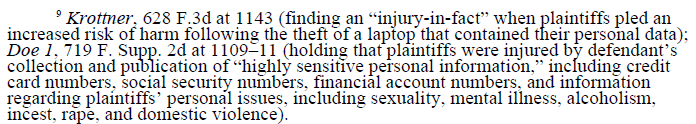 ⁹ Krottner, 628 F.3d at 1143 (finding an “injury-in-fact” when plaintiffs pled an
increased risk of harm following the theft of a laptop that contained their personal data);
Doe 1, 719 F. Supp. 2d at 1109–11 (holding that plaintiffs were injured by defendant’s
collection and publication of “highly sensitive personal information,” including credit
card numbers, social security numbers, financial account numbers, and information
regarding plaintiffs’ personal issues, including sexuality, mental illness, alcoholism,
incest, rape, and domestic violence).